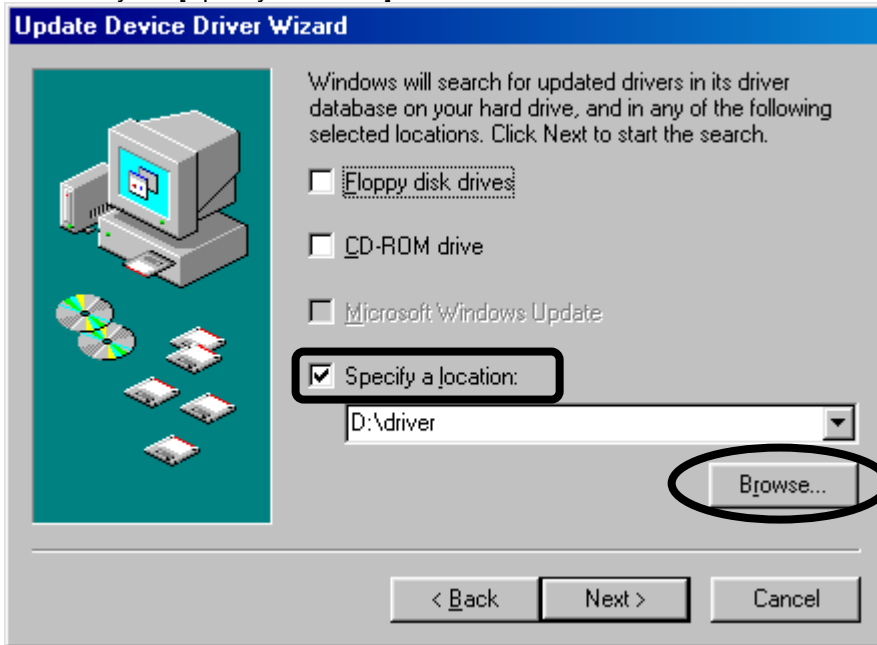 Update Device Driver Wizard
Windows will search for updated drivers in its driver
database on your hard drive, and in any of the following
selected locations. Click Next to start the search.
Floppy disk drives
CD-ROM drive
Microsoft Windows Update
Specify a location:
D:\driver
Browse...
< Back Next > Cancel